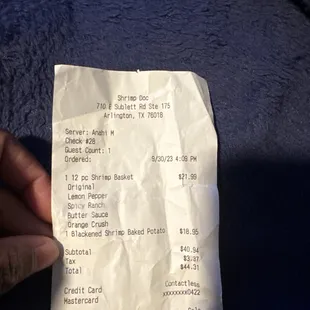 Shrimp Doc
710 E Sublett Rd Ste 175
Arlington, TX 76018
Server: Anahi M
Check #28
Guest Count: 1
Ordered: 5/30/23 4:09 PM
1 12 pc Shrimp Basket $21.99
Original
Lemon Pepper
Spicy Ranch
Butter Sauce
Orange Crush
1 Blackened Shrimp Baked Potato $18.95
Subtotal $40.94
Tax $3.37
Total $44.31
Contactless
Credit Card xxxxxxxx0422
Mastercard